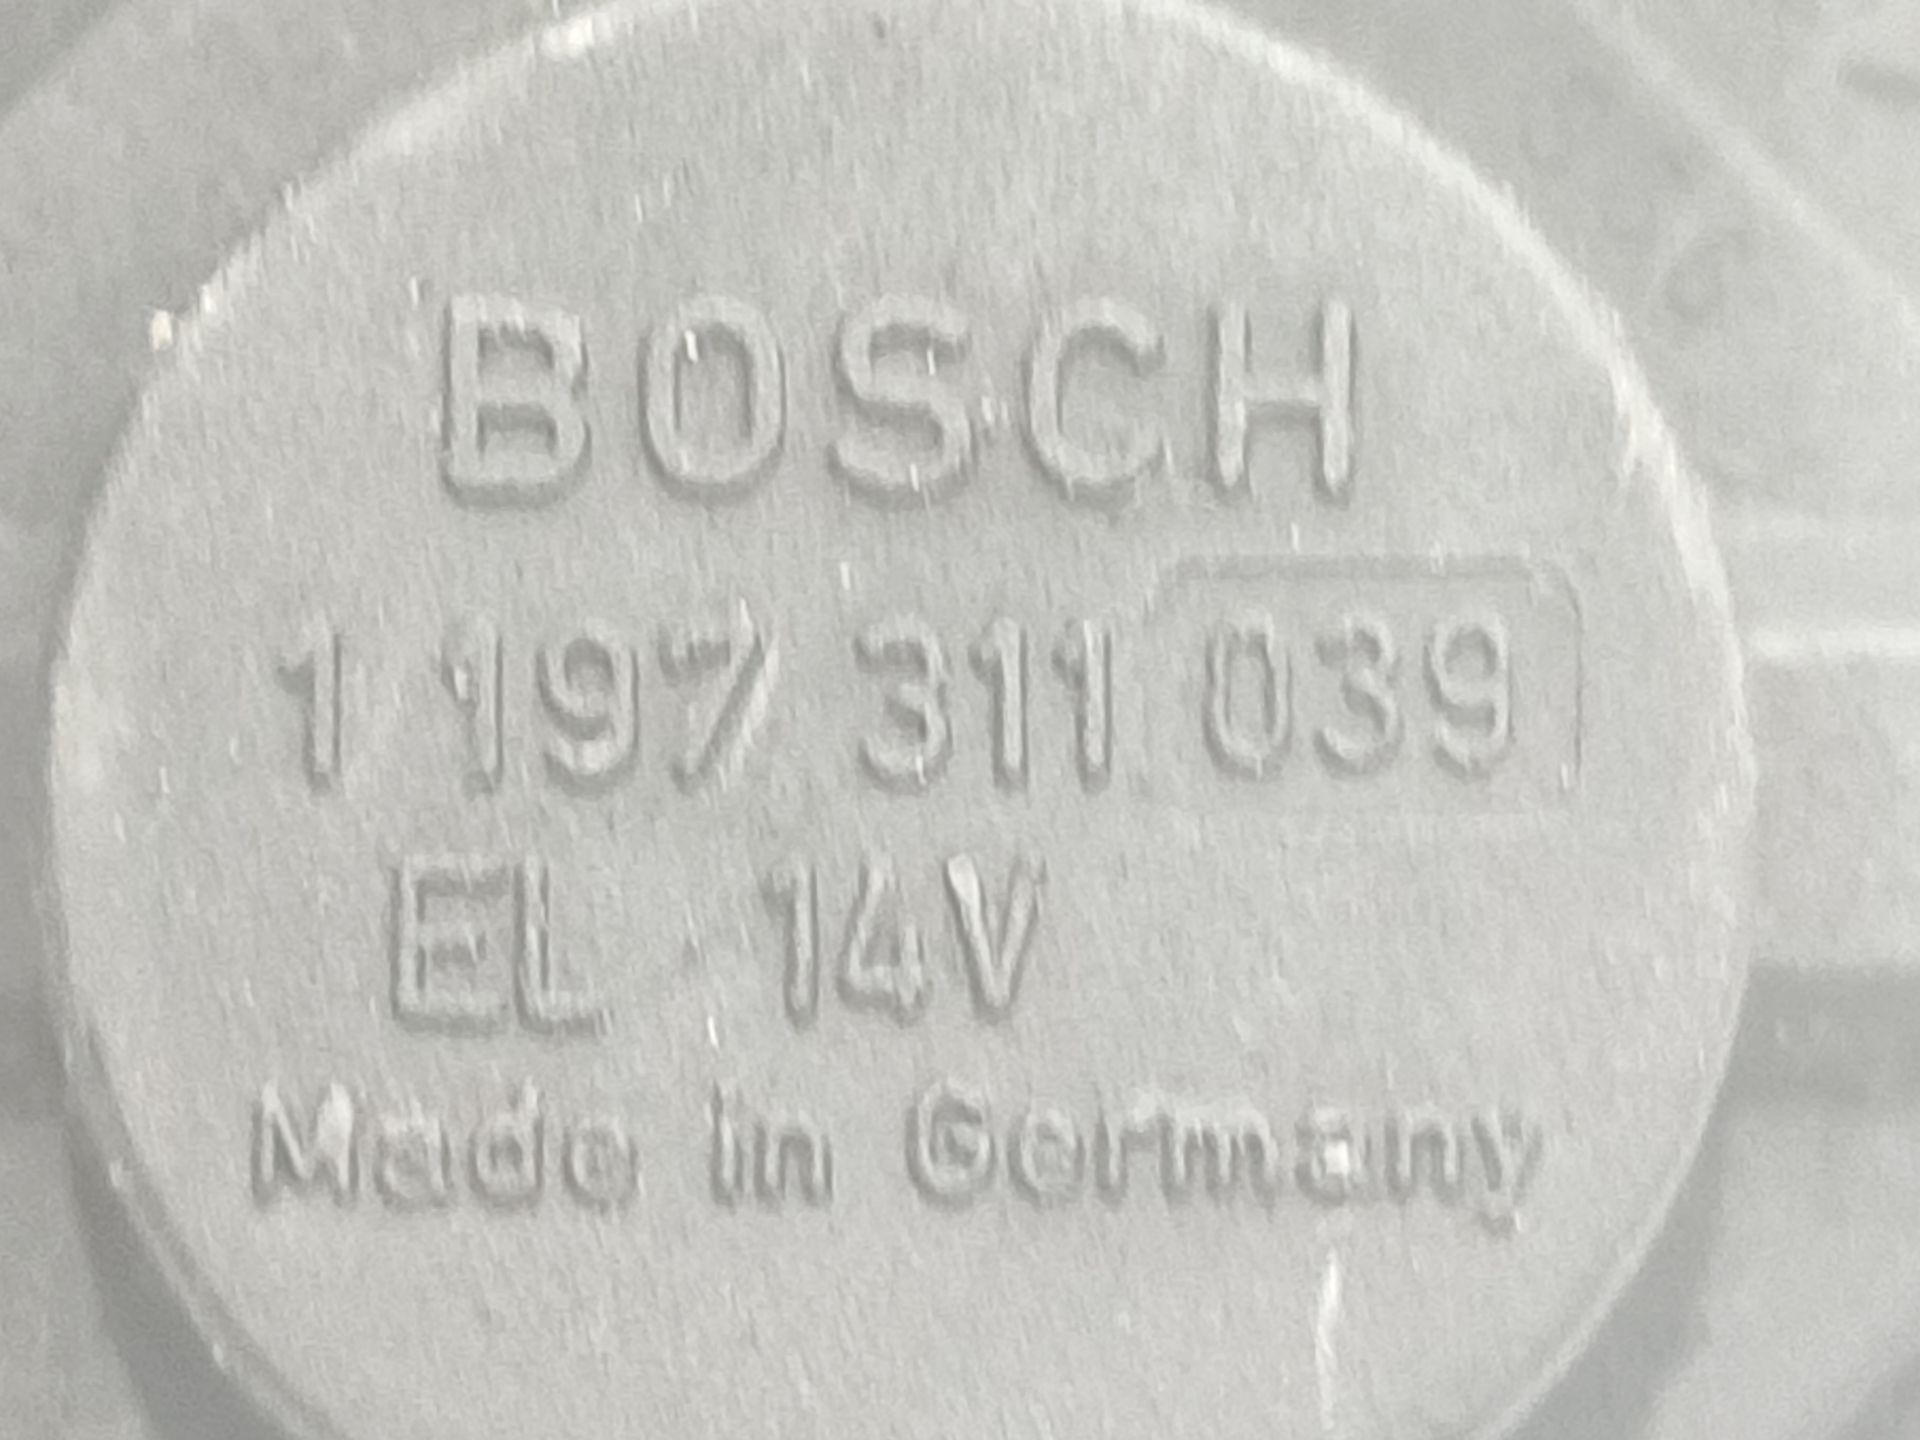 BOSCH
1 197 311 039
EL 14V
Made in Germany